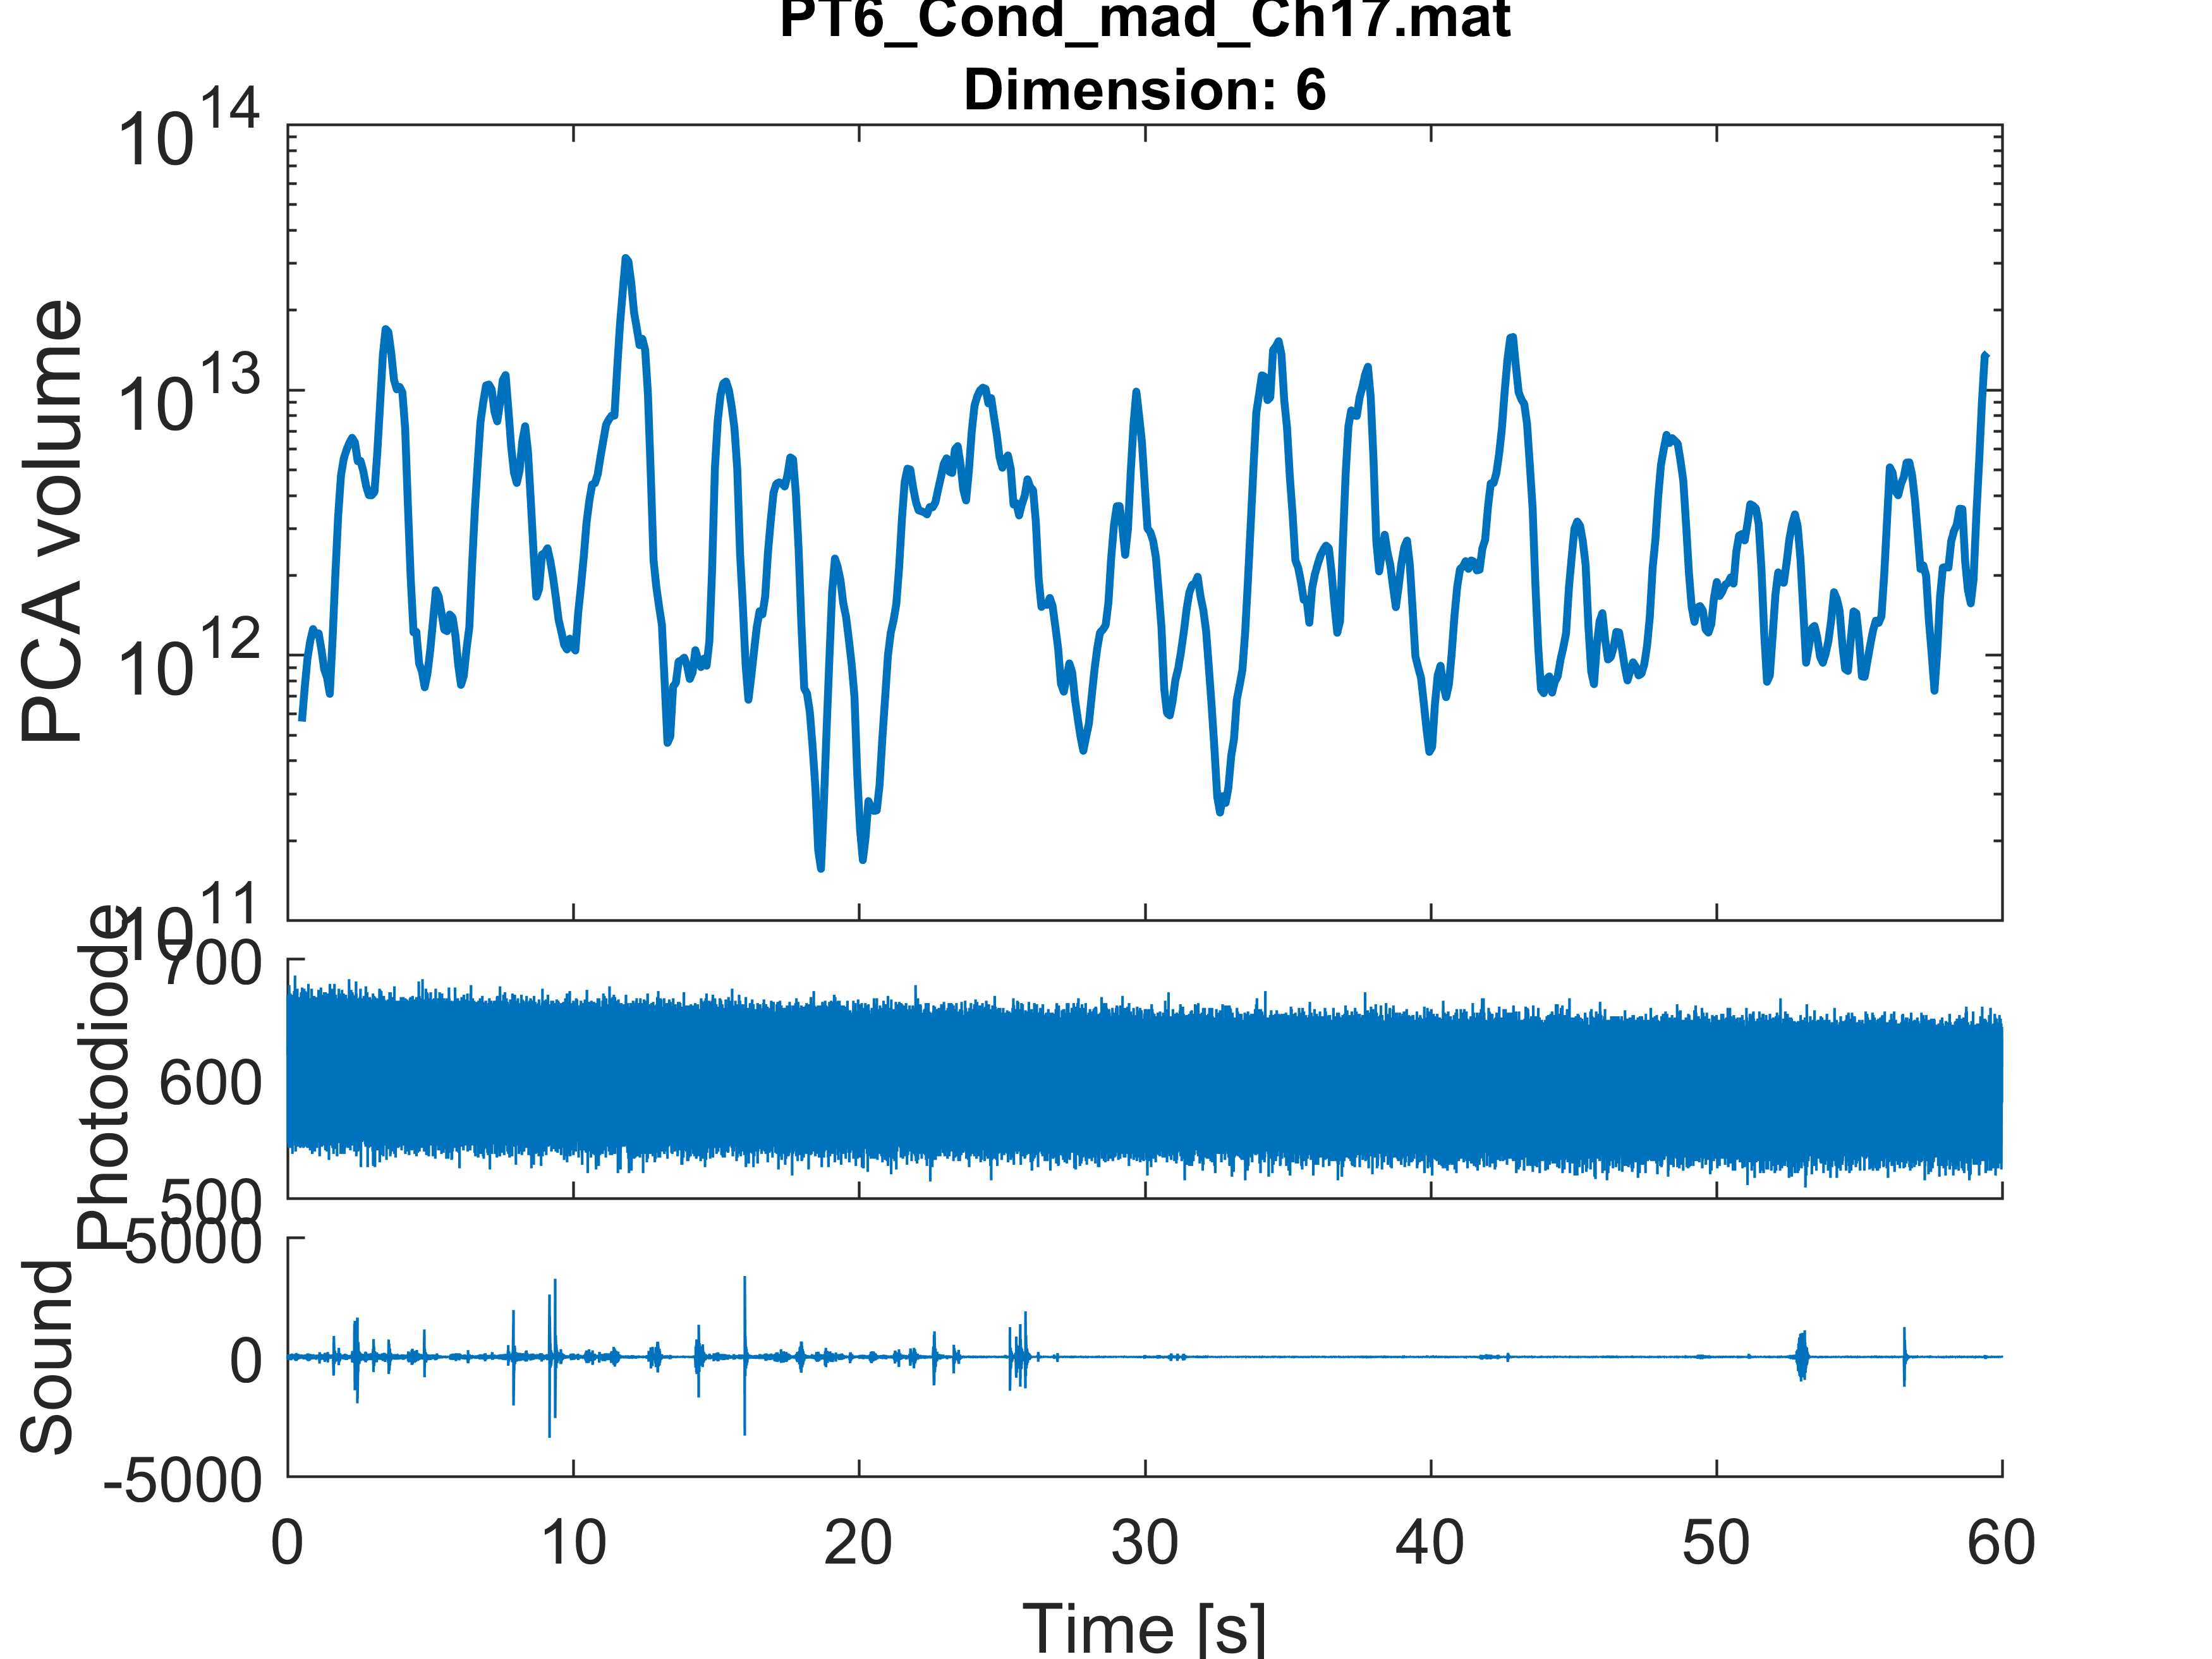 PT6_Cond_mad_Ch17.mat
Dimension: 6
PCA volume
10^14
10^13
10^12
10^11
Photodiode
700
600
500
Sound
5000
0
-5000
0 10 20 30 40 50 60
Time [s]